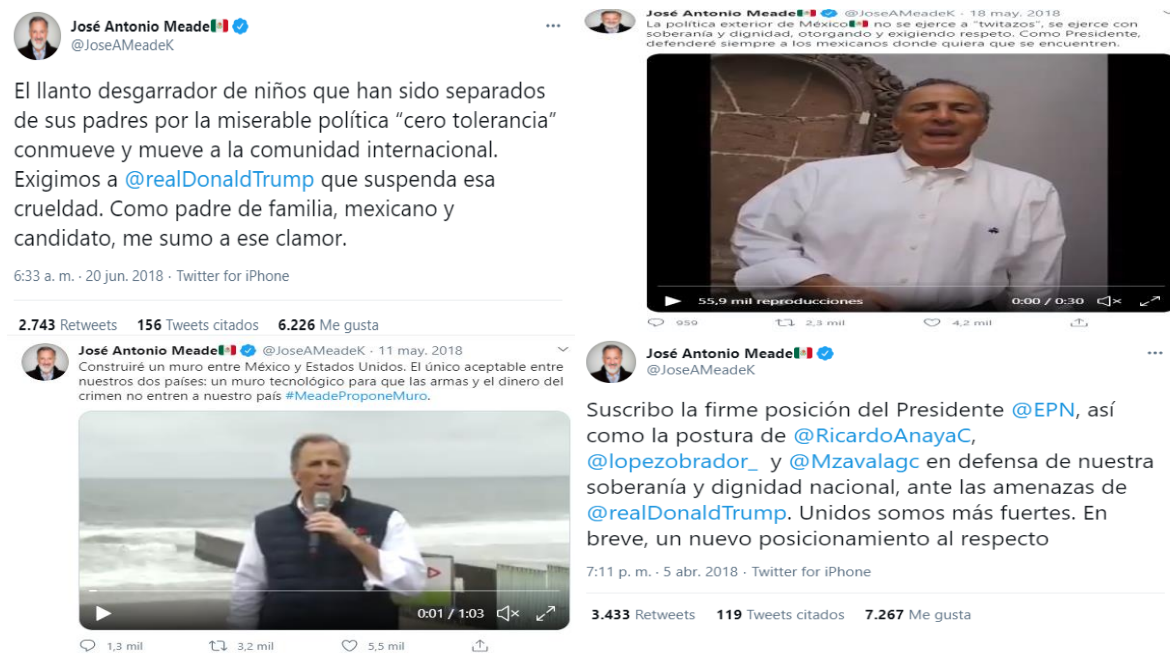 José Antonio Meade🇲🇽
@JoseAMeadeK
El llanto desgarrador de niños que han sido separados
de sus padres por la miserable política “cero tolerancia”
conmueve y mueve a la comunidad internacional.
Exigimos a @realDonaldTrump que suspenda esa
crueldad. Como padre de familia, mexicano y
candidato, me sumo a ese clamor.
6:33 a. m. · 20 jun. 2018 · Twitter for iPhone
2.743 Retweets 156 Tweets citados 6.226 Me gusta
José Antonio Meade🇲🇽 @JoseAMeadeK · 18 may. 2018
La política exterior de México🇲🇽 no se ejerce a “twitazos”, se ejerce con
soberanía y dignidad, otorgando y exigiendo respeto. Como Presidente,
defenderé siempre a los mexicanos donde quiera que se encuentren.
55,9 mil reproducciones
0:00 / 0:30
959 2,3 mil 4,2 mil
José Antonio Meade🇲🇽 @JoseAMeadeK · 11 may. 2018
Construiré un muro entre México y Estados Unidos. El único aceptable entre
nuestros dos países: un muro tecnológico para que las armas y el dinero del
crimen no entren a nuestro país #MeadeProponeMuro.
0:01 / 1:03
1,3 mil 3,2 mil 5,5 mil
José Antonio Meade🇲🇽
@JoseAMeadeK
Suscribo la firme posición del Presidente @EPN, así
como la postura de @RicardoAnayaC,
@lopezobrador_ y @Mzavalagc en defensa de nuestra
soberanía y dignidad nacional, ante las amenazas de
@realDonaldTrump. Unidos somos más fuertes. En
breve, un nuevo posicionamiento al respecto
7:11 p. m. · 5 abr. 2018 · Twitter for iPhone
3.433 Retweets 119 Tweets citados 7.267 Me gusta